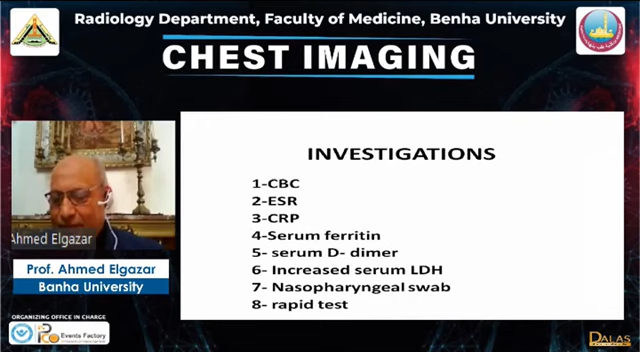 Radiology Department, Faculty of Medicine, Benha University
CHEST IMAGING
INVESTIGATIONS
1-CBC
2-ESR
3-CRP
4-Serum ferritin
5- serum D- dimer
6- Increased serum LDH
7- Nasopharyngeal swab
8- rapid test
Ahmed Elgazar
Prof. Ahmed Elgazar
Banha University
ORGANIZING OFFICE IN CHARGE
Events Factory
DALAS